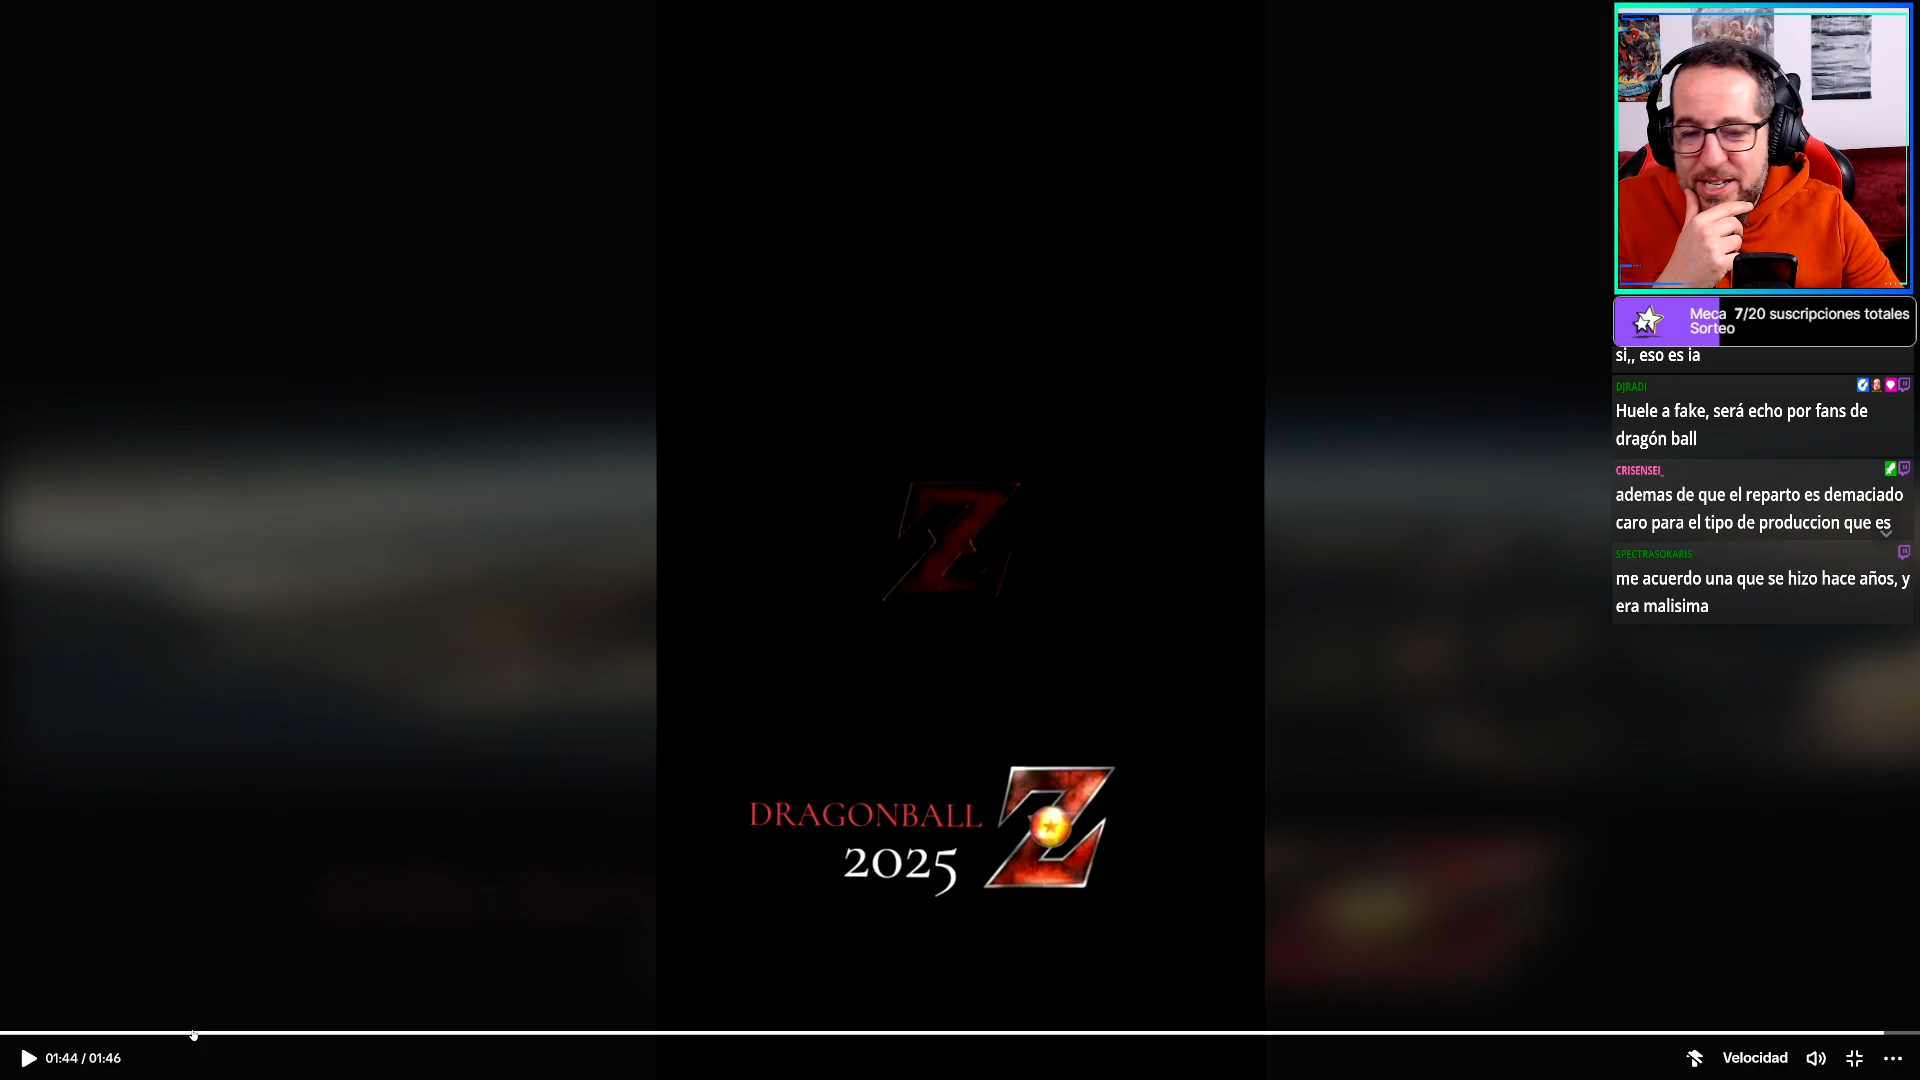 Meca 7/20 suscripciones totales
Sorteo
si,, eso es ia
DJRADI
Huele a fake, será echo por fans de
dragón ball
CRISENSEI_
ademas de que el reparto es demaciado
caro para el tipo de produccion que es
SPECTRASOKARIS
me acuerdo una que se hizo hace años, y
era malisima
Z
DRAGONBALL Z
2025
01:44 / 01:46
Velocidad